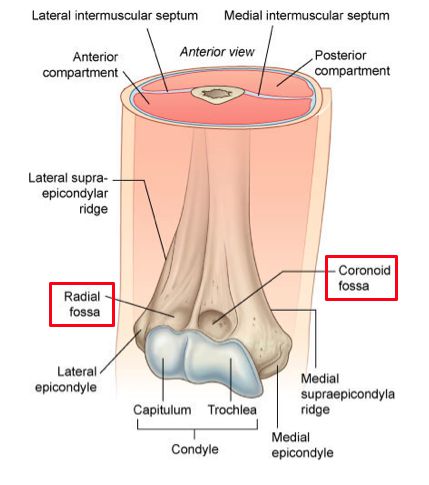 Lateral intermuscular septum
Medial intermuscular septum
Anterior
compartment
Anterior view
Posterior
compartment
Lateral supra-
epicondylar
ridge
Coronoid
fossa
Radial
fossa
Lateral
epicondyle
Medial
supraepicondyla
ridge
Capitulum
Trochlea
Condyle
Medial
epicondyle